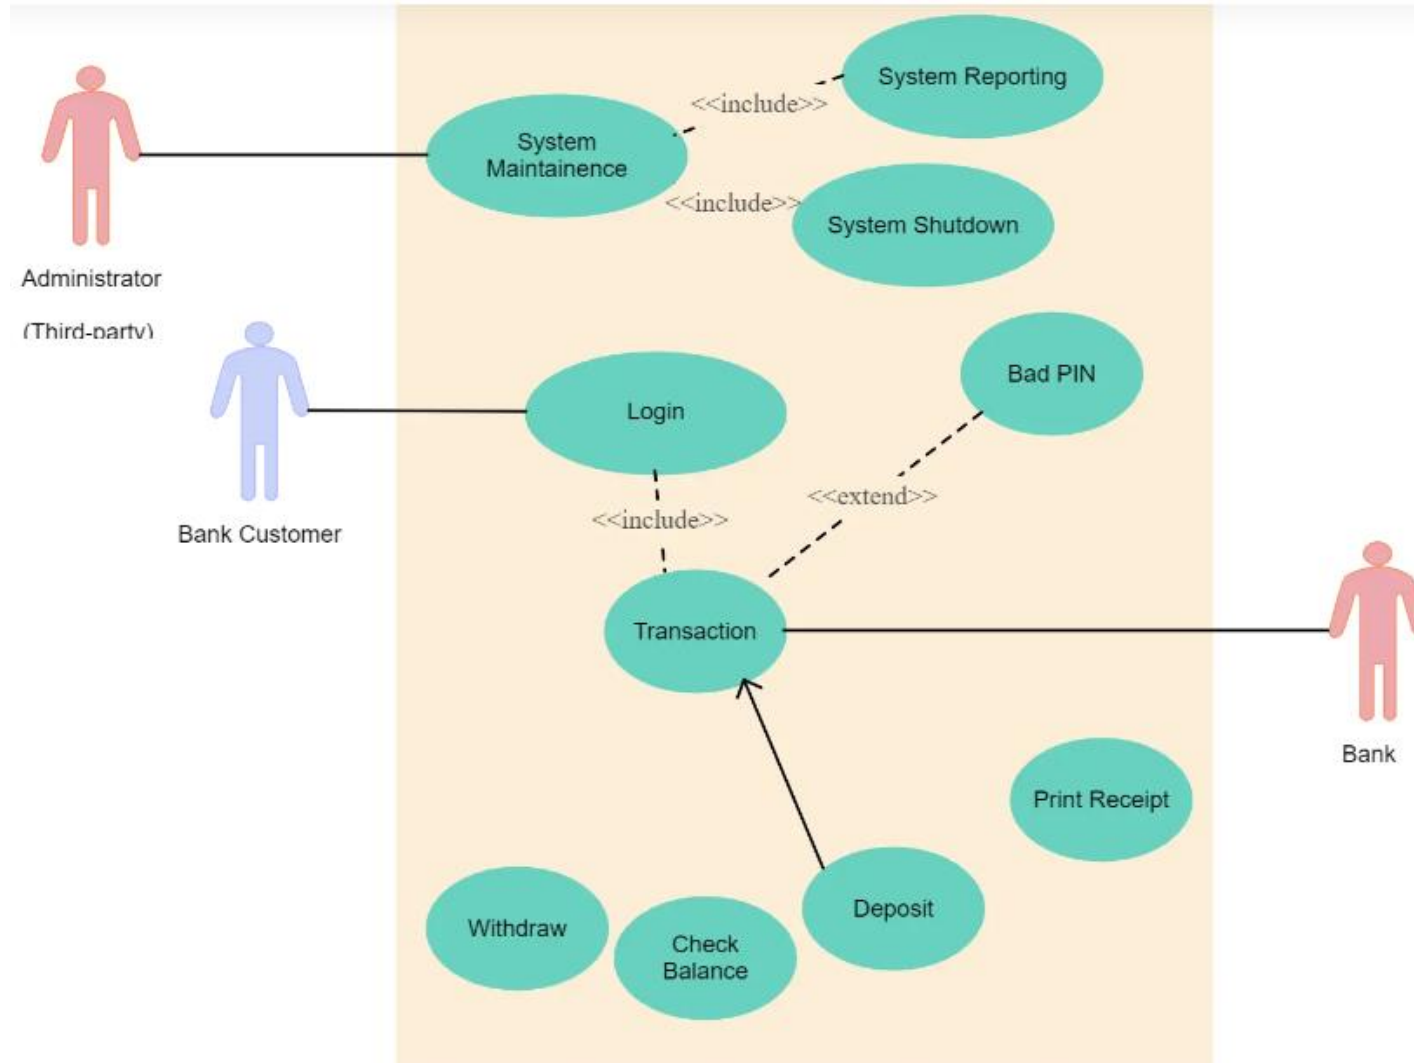 System Reporting
<<include>>
System
Maintainence
<<include>>
System Shutdown
Administrator
(Third-party)
Bad PIN
Login
<<extend>>
<<include>>
Bank Customer
Transaction
Bank
Print Receipt
Deposit
Withdraw
Check
Balance